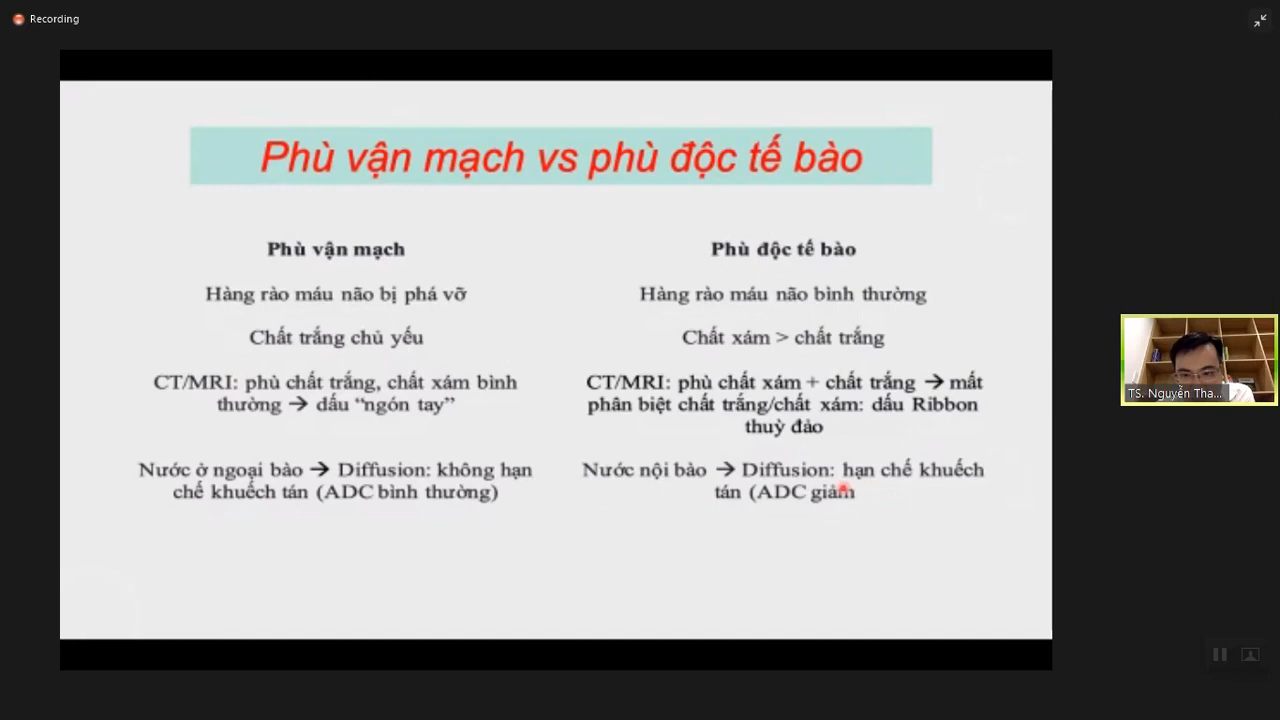 Recording
Phù vận mạch vs phù độc tế bào
Phù vận mạch
Phù độc tế bào
Hàng rào máu não bị phá vỡ
Hàng rào máu não bình thường
Chất trắng chủ yếu
Chất xám > chất trắng
CT/MRI: phù chất trắng, chất xám bình
thường → dấu “ngón tay”
CT/MRI: phù chất xám + chất trắng → mất
phân biệt chất trắng/chất xám: dấu Ribbon
thuỳ đảo
Nước ở ngoại bào → Diffusion: không hạn
chế khuếch tán (ADC bình thường)
Nước nội bào → Diffusion: hạn chế khuếch
tán (ADC giảm
TS. Nguyễn Tha...